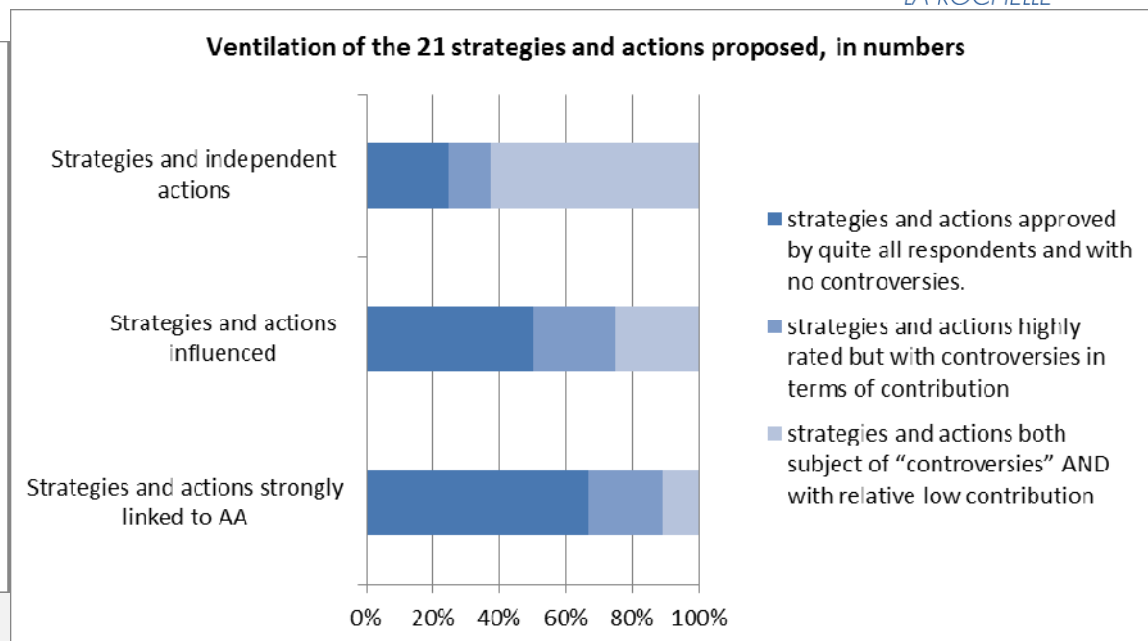 LA ROCHELLE
Ventilation of the 21 strategies and actions proposed, in numbers
Strategies and independent
actions
Strategies and actions
influenced
Strategies and actions strongly
linked to AA
0% 20% 40% 60% 80% 100%
strategies and actions approved
by quite all respondents and with
no controversies.
strategies and actions highly
rated but with controversies in
terms of contribution
strategies and actions both
subject of “controversies” AND
with relative low contribution